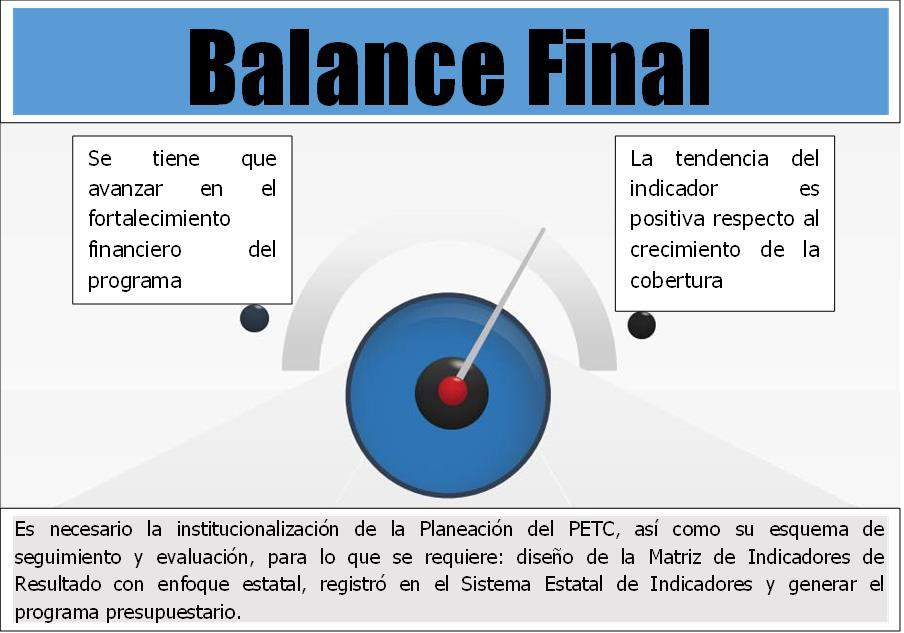 Balance Final
Se tiene que
avanzar en el
fortalecimiento
financiero del
programa
La tendencia del
indicador es
positiva respecto al
crecimiento de la
cobertura
Es necesario la institucionalización de la Planeación del PETC, así como su esquema de
seguimiento y evaluación, para lo que se requiere: diseño de la Matriz de Indicadores de
Resultado con enfoque estatal, registró en el Sistema Estatal de Indicadores y generar el
programa presupuestario.